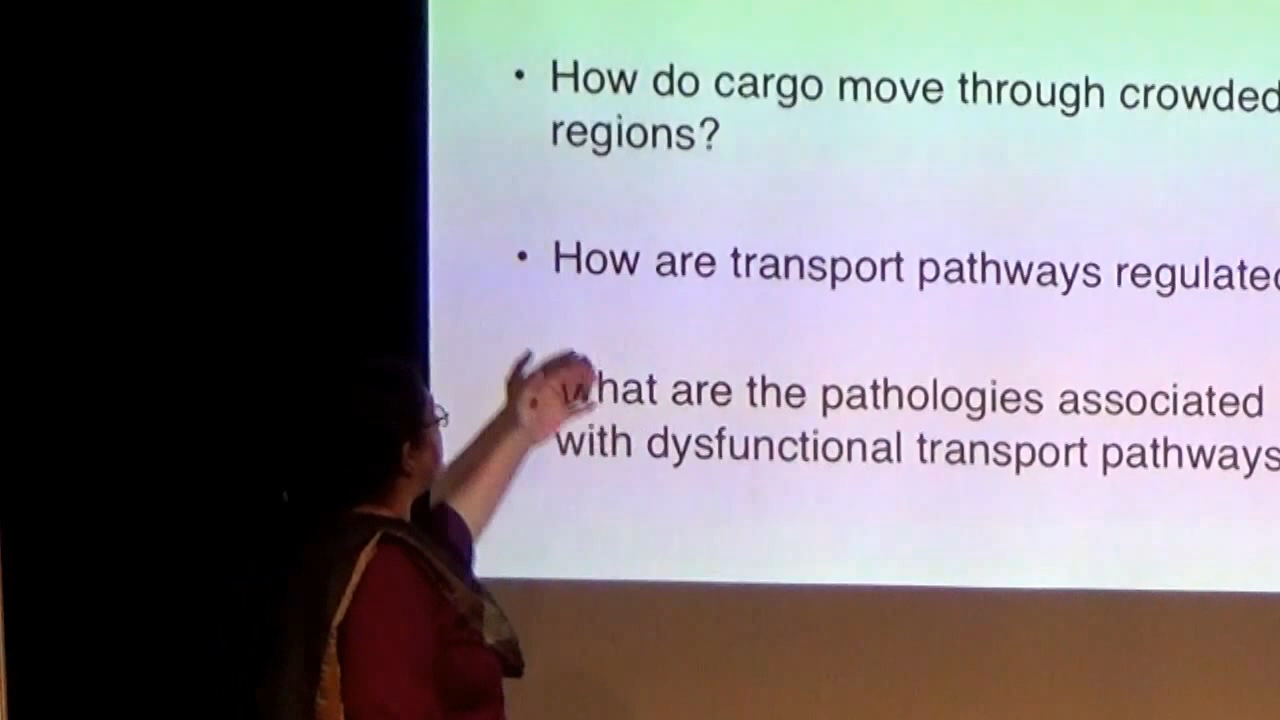 • How do cargo move through crowded
regions?
• How are transport pathways regulated
What are the pathologies associated
with dysfunctional transport pathways